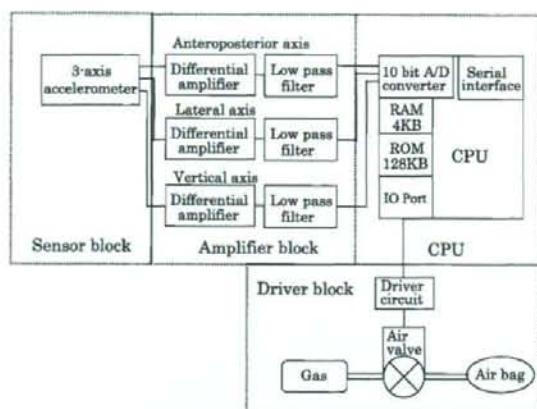 Anteroposterior axis
3-axis
accelerometer
Differential
amplifier
Low pass
filter
10 bit A/D
converter
Serial
interface
Lateral axis
Differential
amplifier
Low pass
filter
RAM
4KB
ROM
128KB
CPU
Vertical axis
Differential
amplifier
Low pass
filter
IO Port
Sensor block
Amplifier block
CPU
Driver block
Driver
circuit
Air
valve
Gas
Air bag